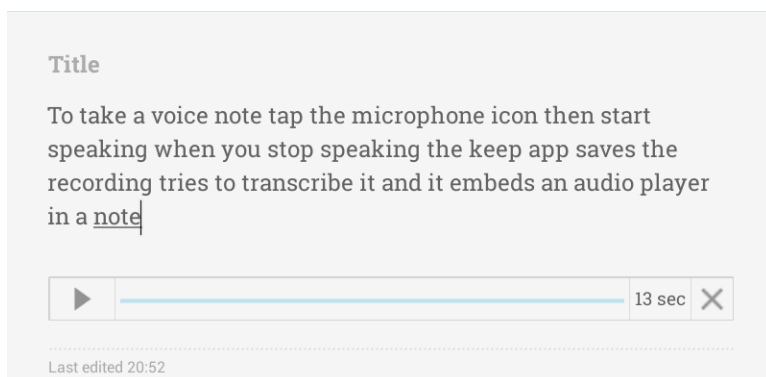 Title
To take a voice note tap the microphone icon then start
speaking when you stop speaking the keep app saves the
recording tries to transcribe it and it embeds an audio player
in a note
13 sec
Last edited 20:52